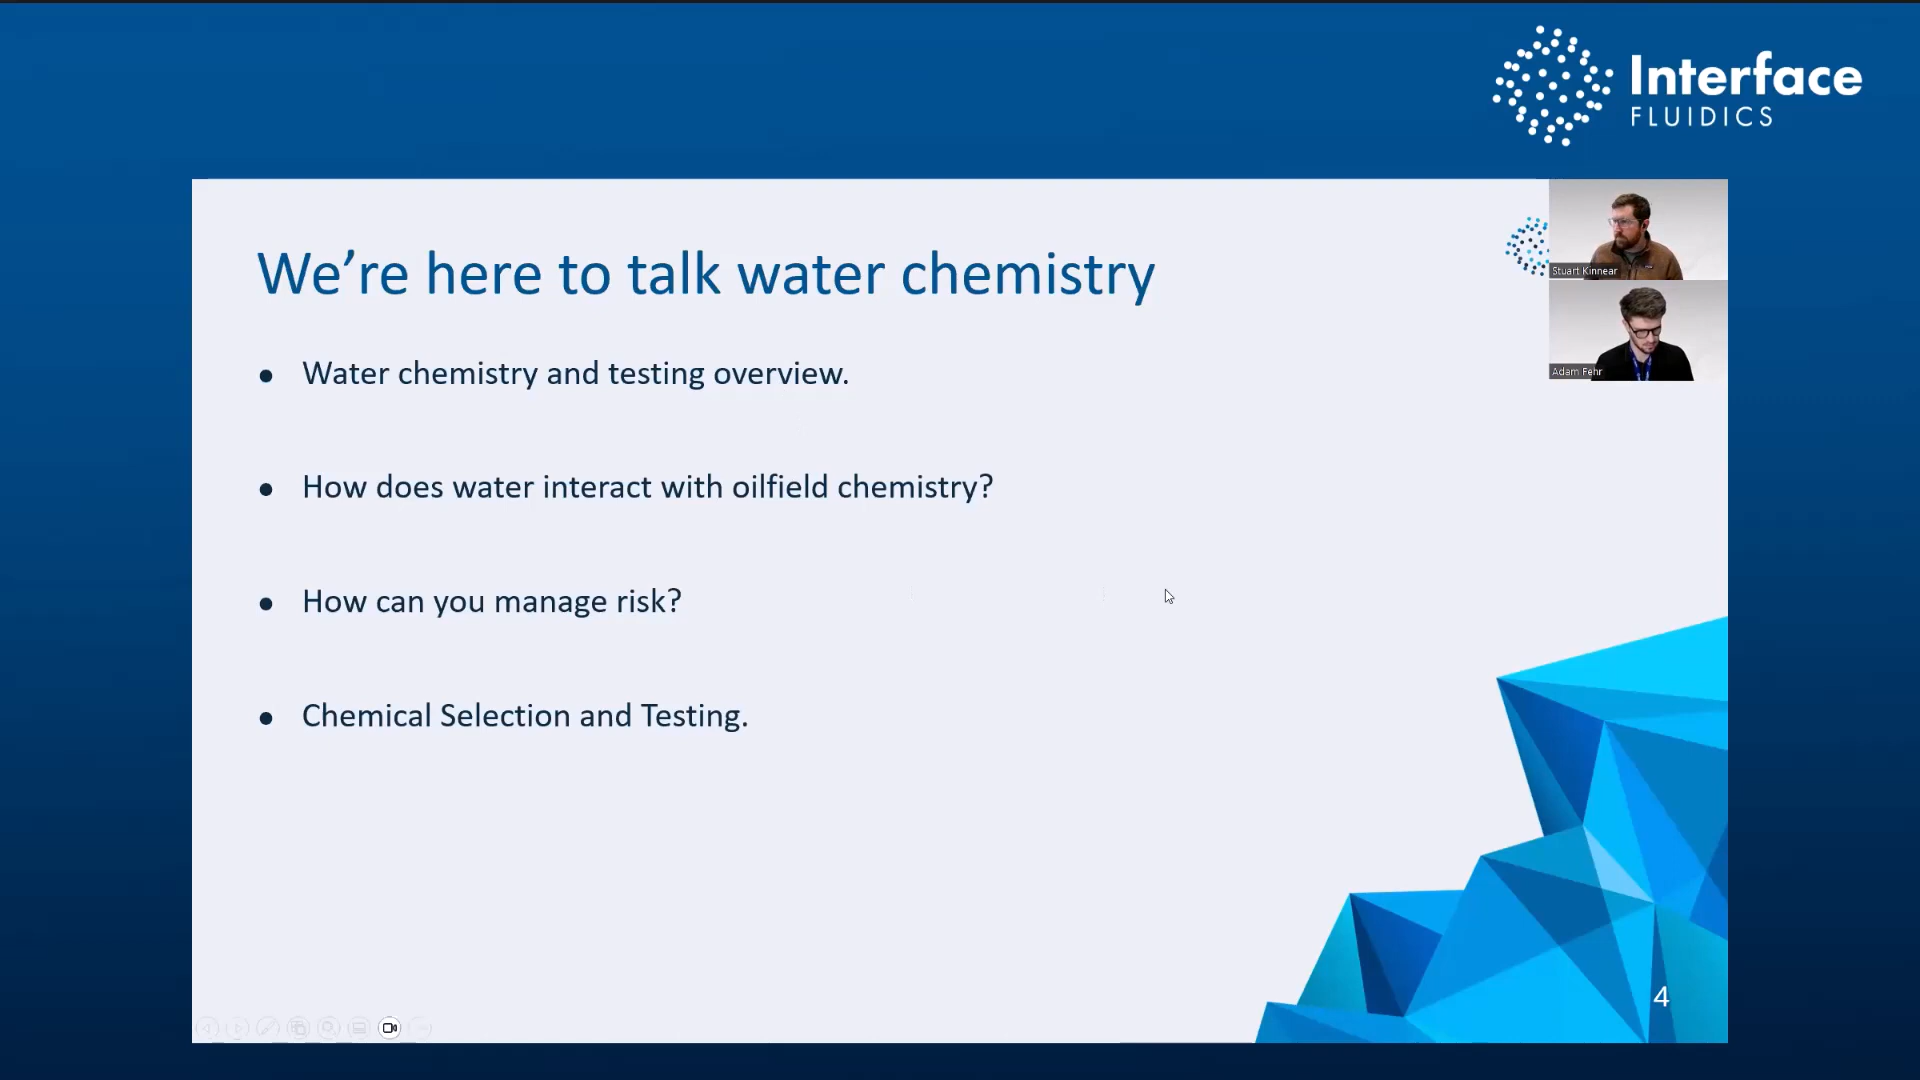 Interface
FLUIDICS
We're here to talk water chemistry
Stuart Kinnear
Adam Fehr
● Water chemistry and testing overview.
● How does water interact with oilfield chemistry?
● How can you manage risk?
● Chemical Selection and Testing.
4